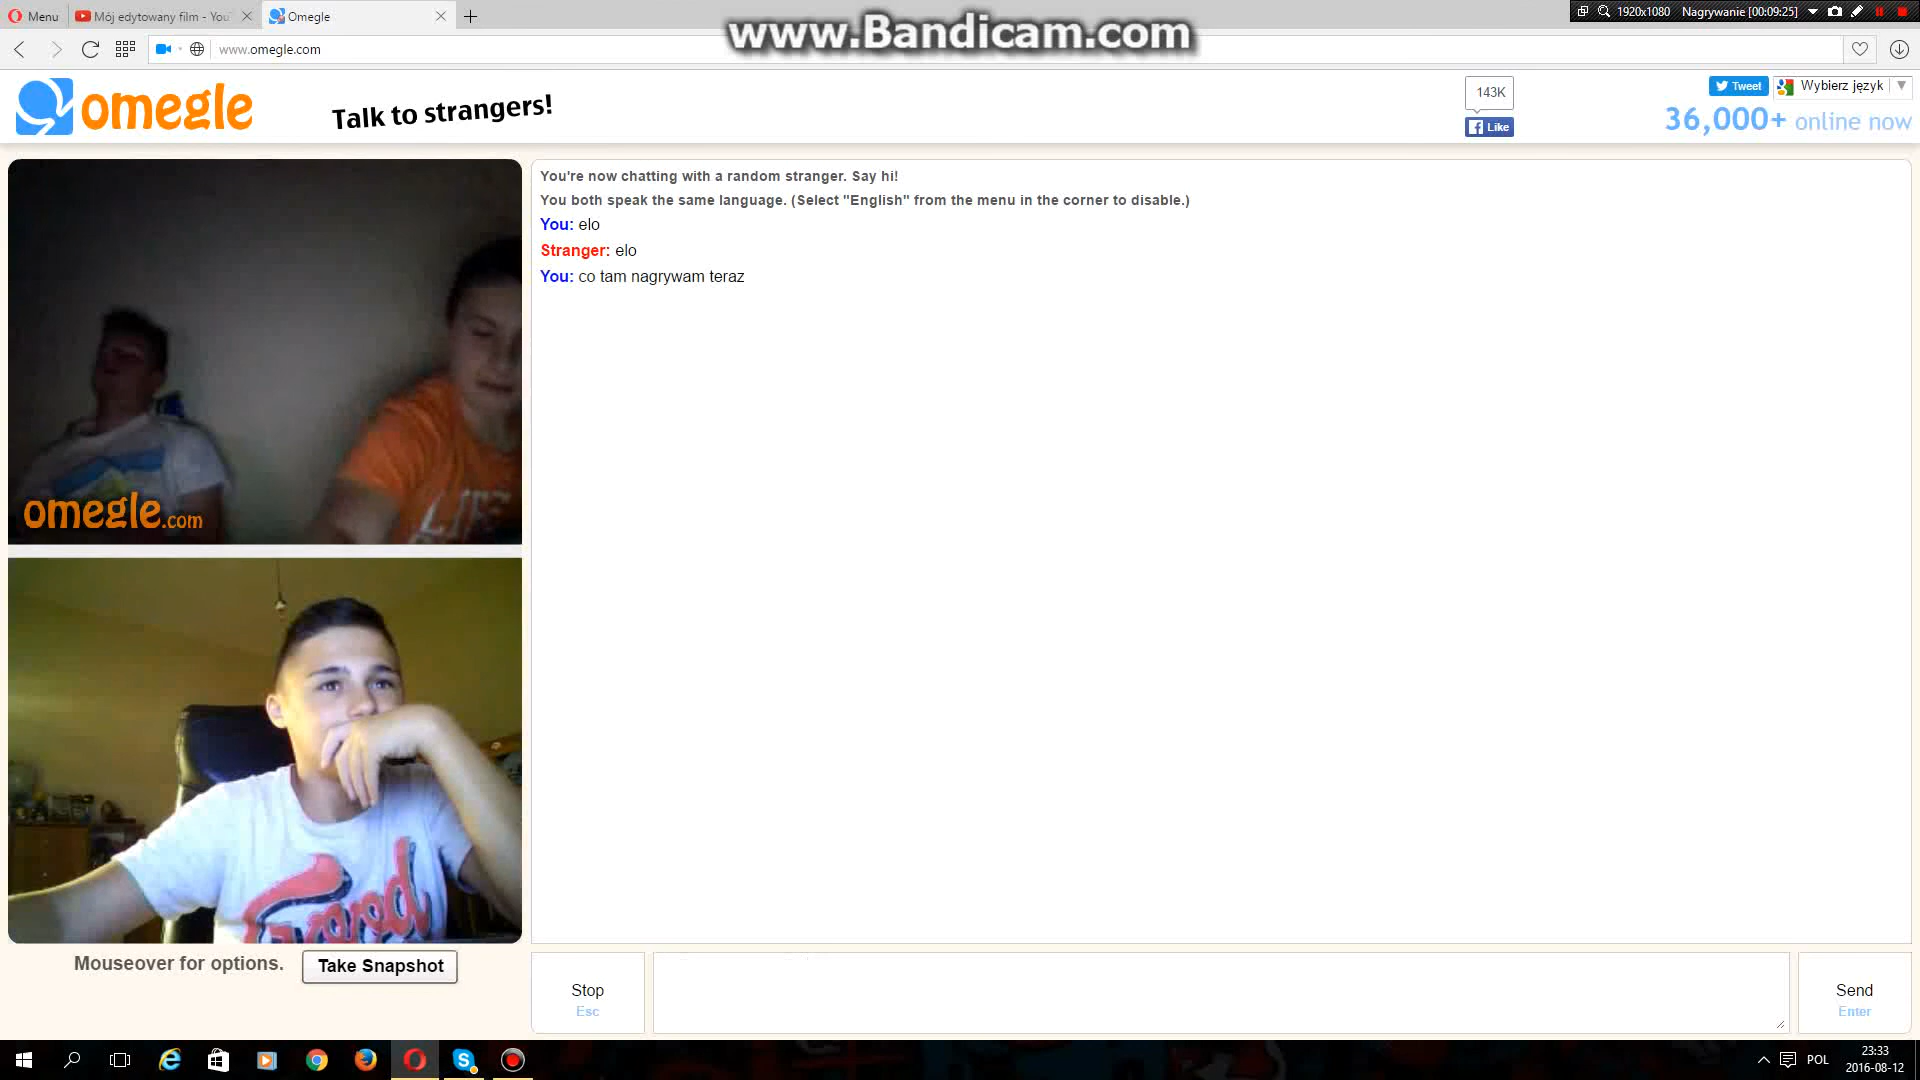 Menu
Mój edytowany film - You
Omegle
1920x1080
Nagrywanie [00:09:25]
www.Bandicam.com
www.omegle.com
omegle
Talk to strangers!
143K
Like
Tweet
Wybierz język
36,000+ online now
You're now chatting with a random stranger. Say hi!
You both speak the same language. (Select "English" from the menu in the corner to disable.)
You: elo
Stranger: elo
You: co tam nagrywam teraz
omegle.com
Mouseover for options.
Take Snapshot
Stop
Esc
Send
Enter
POL
23:33
2016-08-12